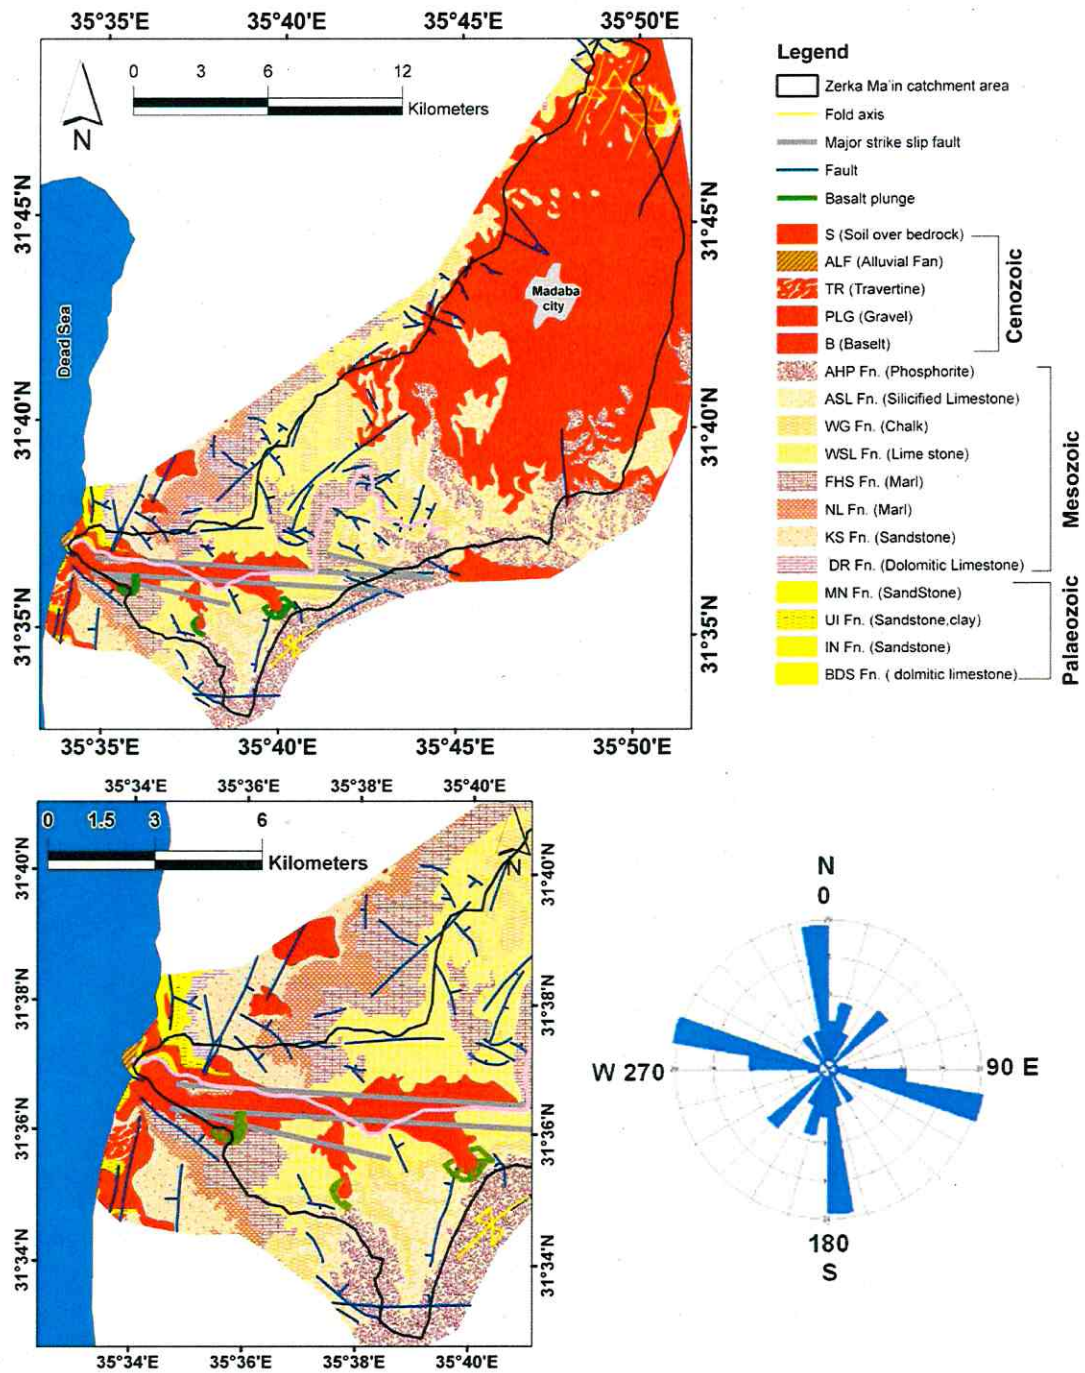 35°35'E 35°40'E 35°45'E 35°50'E
0 3 6 12
Kilometers
N
31°45'N
31°40'N
31°35'N
Dead Sea
Madaba
city
31°45'N
31°40'N
31°35'N
35°35'E 35°40'E 35°45'E 35°50'E
Legend
Zerka Ma'in catchment area
Fold axis
Major strike slip fault
Fault
Basalt plunge
S (Soil over bedrock)
ALF (Alluvial Fan)
TR (Travertine)
PLG (Gravel)
B (Baselt)
Cenozoic
AHP Fn. (Phosphorite)
ASL Fn. (Silicified Limestone)
WG Fn. (Chalk)
WSL Fn. (Lime stone)
FHS Fn. (Marl)
NL Fn. (Marl)
KS Fn. (Sandstone)
DR Fn. (Dolomitic Limestone)
Mesozoic
MN Fn. (SandStone)
UI Fn. (Sandstone,clay)
IN Fn. (Sandstone)
BDS Fn. ( dolmitic limestone)
Palaeozoic
35°34'E 35°36'E 35°38'E 35°40'E
0 1.5 3 6
Kilometers
N
31°40'N
31°38'N
31°36'N
31°34'N
31°40'N
31°38'N
31°36'N
31°34'N
35°34'E 35°36'E 35°38'E 35°40'E
N
0
W 270
90 E
180
S